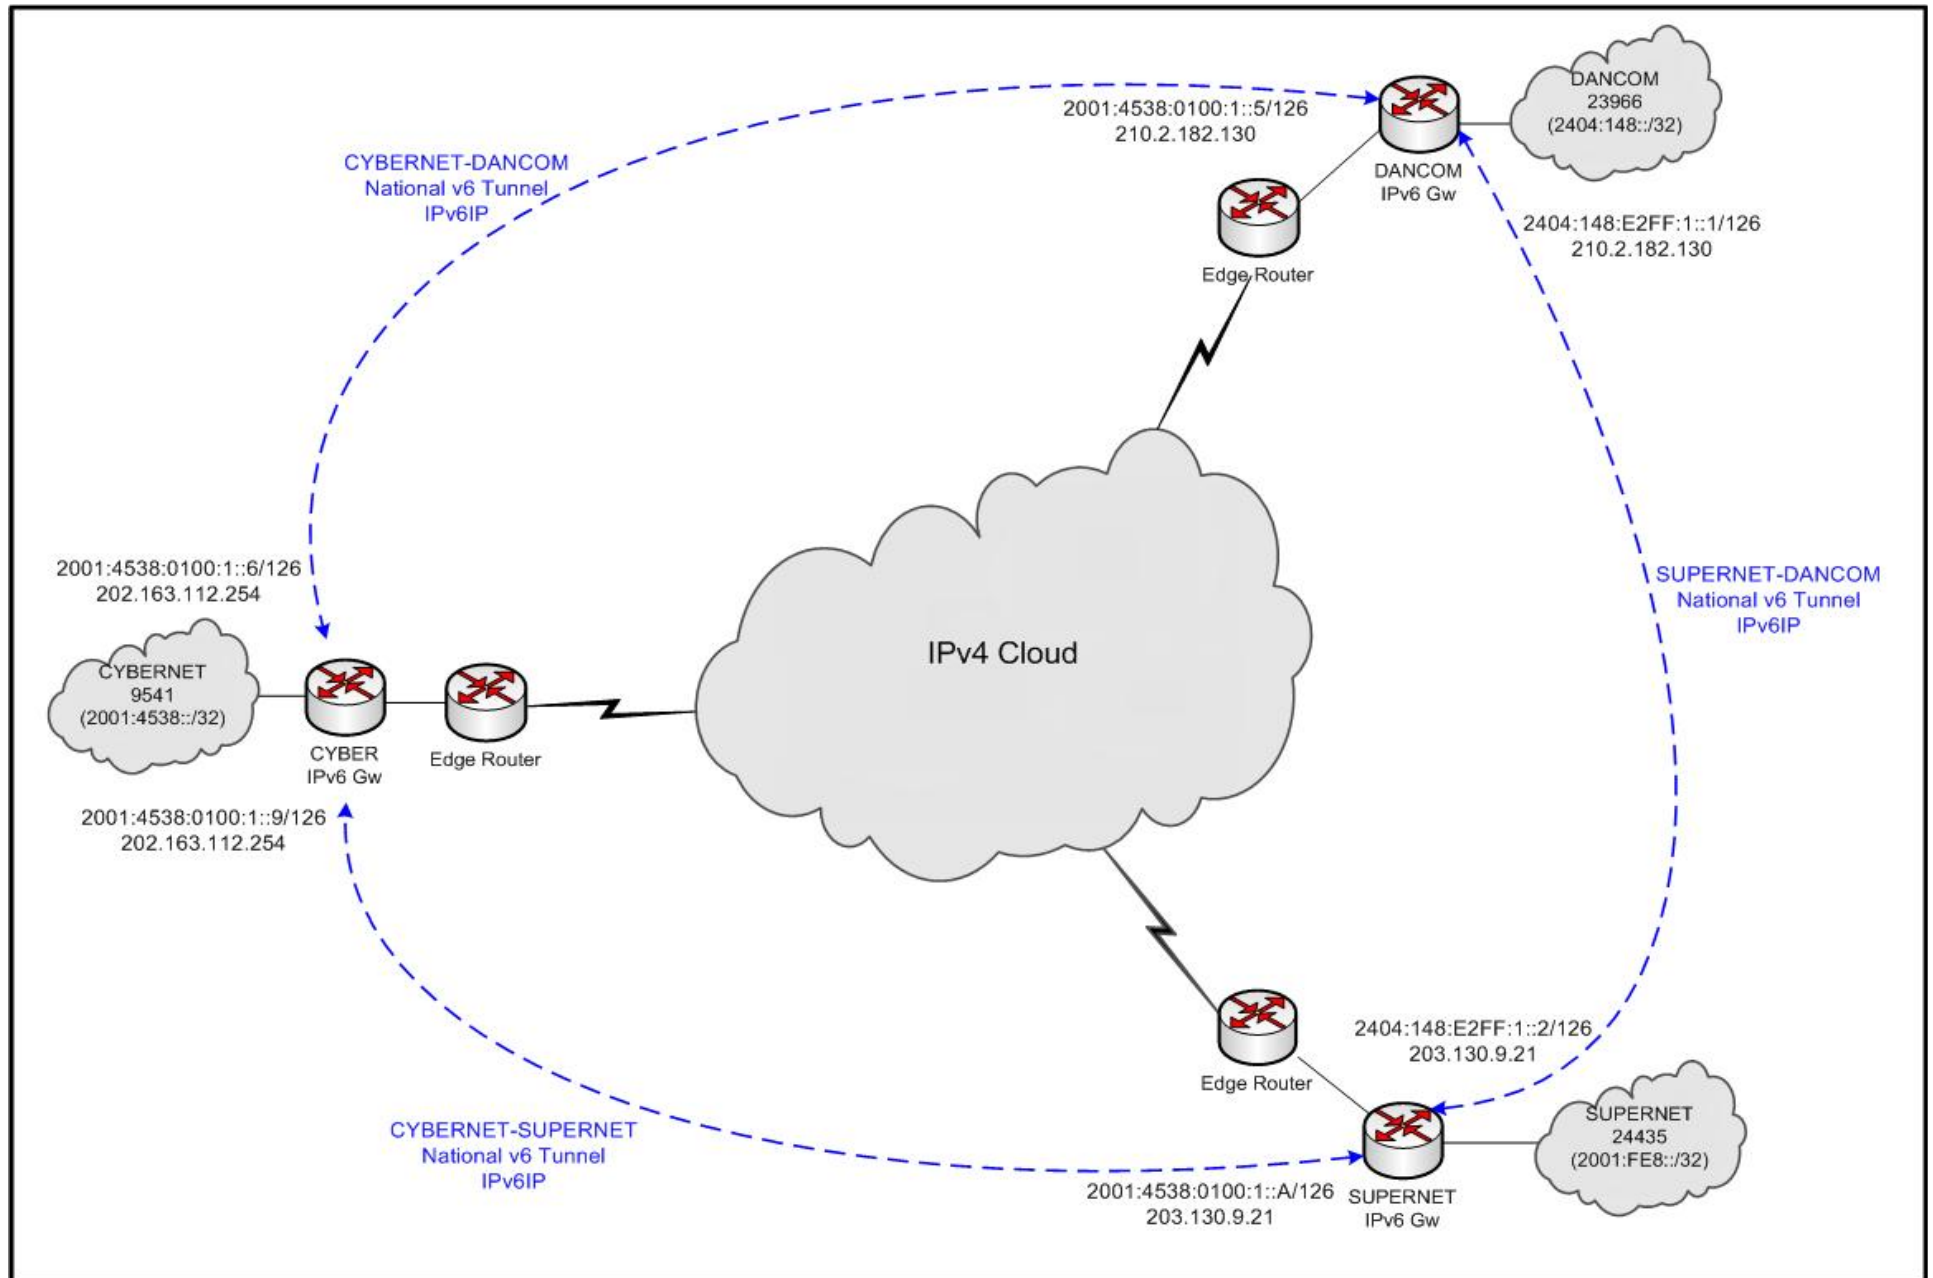 2001:4538:0100:1::5/126
210.2.182.130
DANCOM
23966
(2404:148::/32)
DANCOM
IPv6 Gw
CYBERNET-DANCOM
National v6 Tunnel
IPv6IP
Edge Router
2404:148:E2FF:1::1/126
210.2.182.130
2001:4538:0100:1::6/126
202.163.112.254
SUPERNET-DANCOM
National v6 Tunnel
IPv6IP
IPv4 Cloud
CYBERNET
9541
(2001:4538::/32)
CYBER
IPv6 Gw
Edge Router
2001:4538:0100:1::9/126
202.163.112.254
2404:148:E2FF:1::2/126
203.130.9.21
Edge Router
CYBERNET-SUPERNET
National v6 Tunnel
IPv6IP
SUPERNET
24435
(2001:FE8::/32)
2001:4538:0100:1::A/126
203.130.9.21
SUPERNET
IPv6 Gw